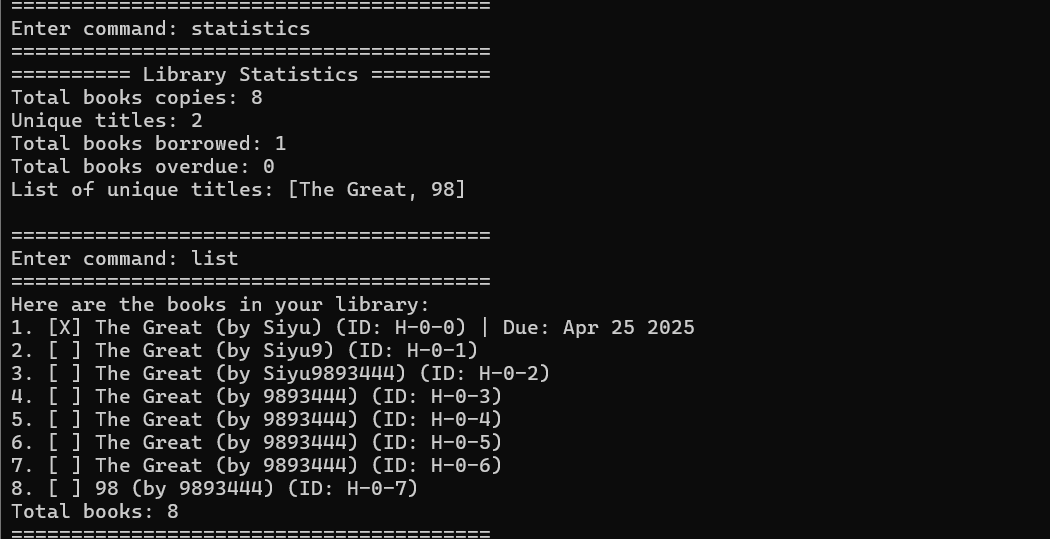 ========================================
Enter command: statistics
========================================
========== Library Statistics ==========
Total books copies: 8
Unique titles: 2
Total books borrowed: 1
Total books overdue: 0
List of unique titles: [The Great, 98]
========================================
Enter command: list
========================================
Here are the books in your library:
1. [X] The Great (by Siyu) (ID: H-0-0) | Due: Apr 25 2025
2. [ ] The Great (by Siyu9) (ID: H-0-1)
3. [ ] The Great (by Siyu9893444) (ID: H-0-2)
4. [ ] The Great (by 9893444) (ID: H-0-3)
5. [ ] The Great (by 9893444) (ID: H-0-4)
6. [ ] The Great (by 9893444) (ID: H-0-5)
7. [ ] The Great (by 9893444) (ID: H-0-6)
8. [ ] 98 (by 9893444) (ID: H-0-7)
Total books: 8
========================================